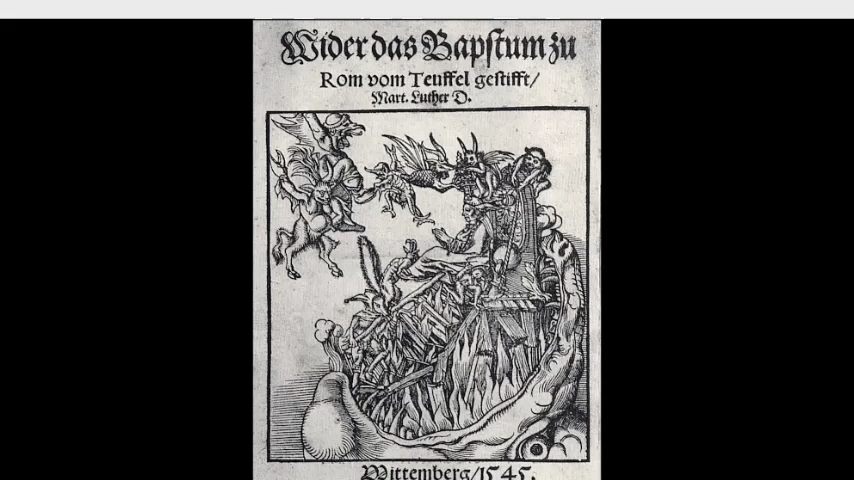 Wider das Bapstum zu
Rom vom Teuffel gestifft/
Mart. Luther D.
Wittemberg/1545.